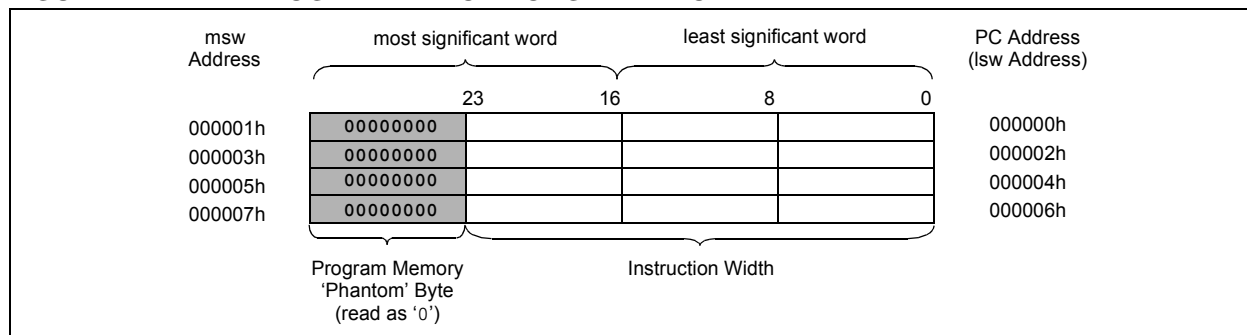 msw most significant word least significant word PC Address
Address (lsw Address)
23 16 8 0
000001h 00000000 000000h
000003h 00000000 000002h
000005h 00000000 000004h
000007h 00000000 000006h
Program Memory Instruction Width
'Phantom' Byte
(read as '0')